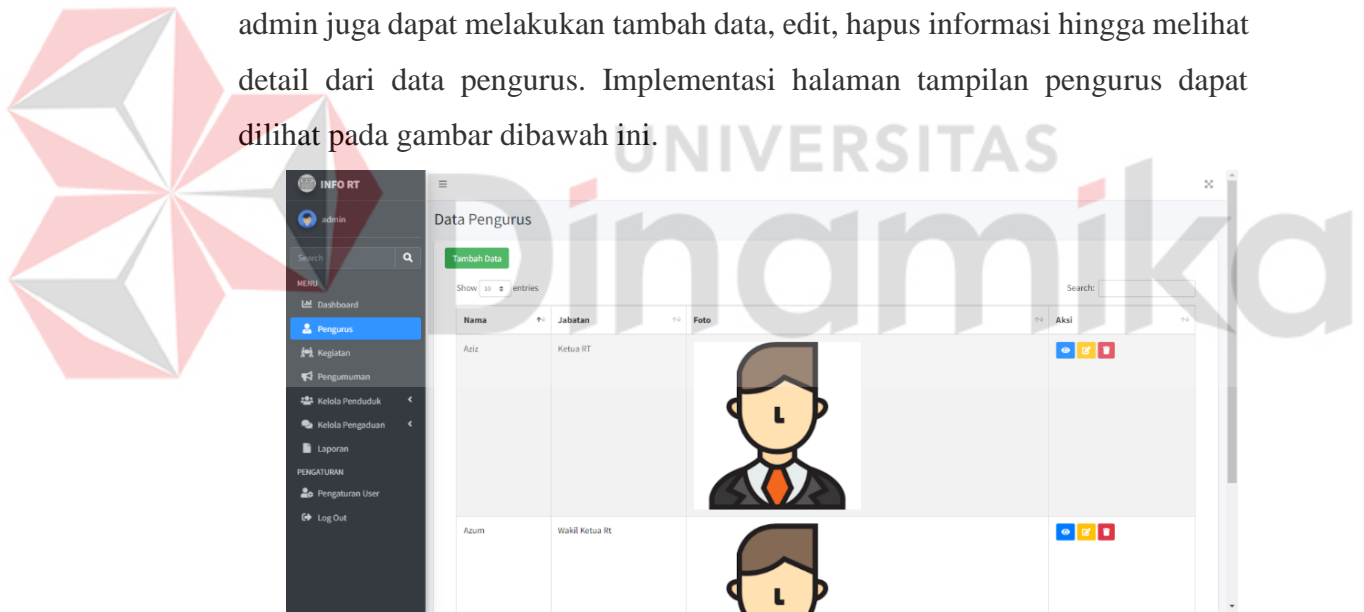 admin juga dapat melakukan tambah data, edit, hapus informasi hingga melihat
detail dari data pengurus. Implementasi halaman tampilan pengurus dapat
dilihat pada gambar dibawah ini.
UNIVERSITAS
Dinamika
INFO RT
admin
Data Pengurus
Search
Tambah Data
MENU
Show 10 entries
Search:
Dashboard
Nama Jabatan Foto Aksi
Pengurus
Aziz Ketua RT
Kegiatan
Pengumuman
Kelola Penduduk
Kelola Pengaduan
Laporan
PENGATURAN
Pengaturan User
Log Out
Azum Wakil Ketua Rt